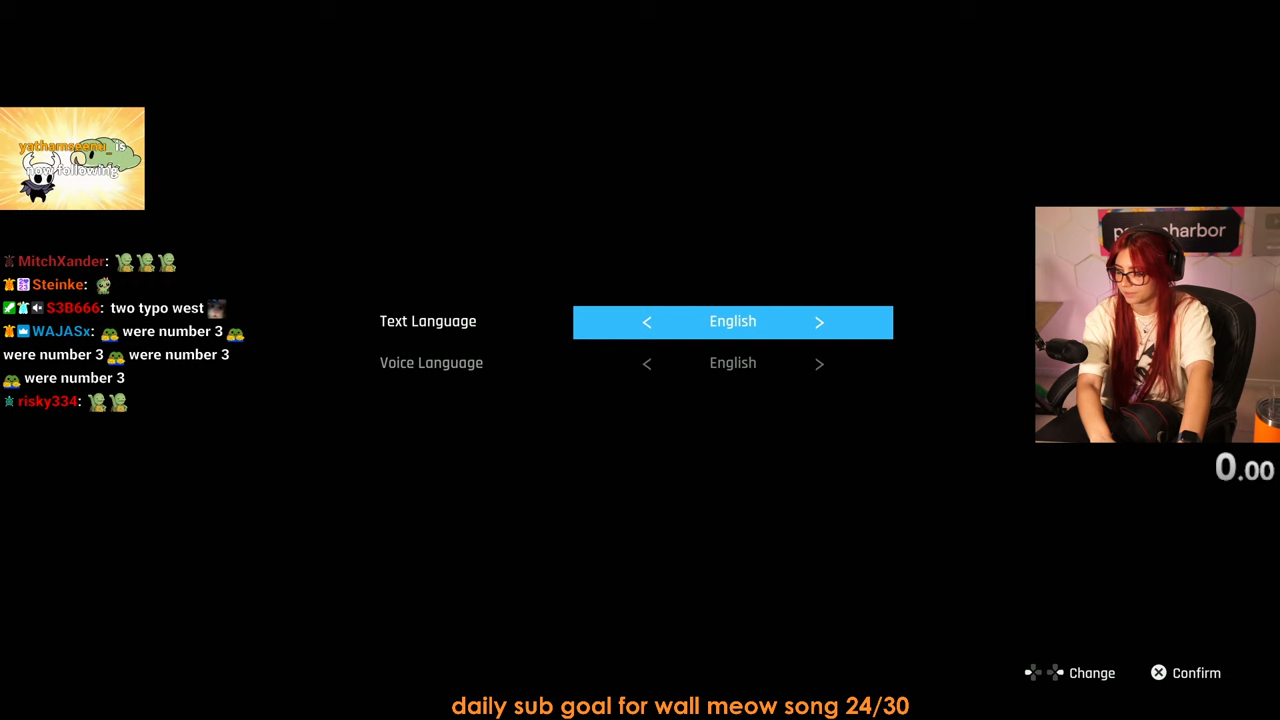 yatharnseenu_ is
now following
MitchXander:
Steinke:
S3B666: two typo west
WAJASx: were number 3
were number 3 were number 3
were number 3
risky334:
Text Language < English >
Voice Language < English >
harbor
0.00
Change Confirm
daily sub goal for wall meow song 24/30